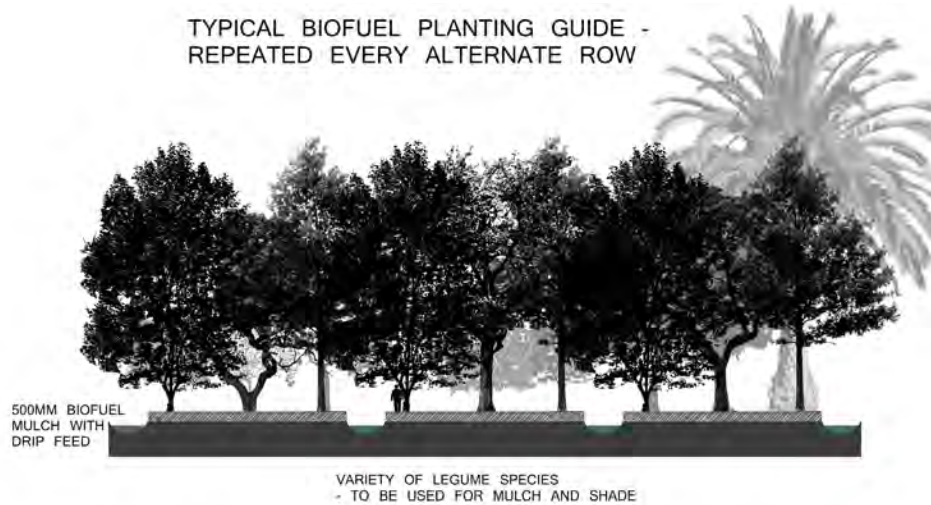 TYPICAL BIOFUEL PLANTING GUIDE -
REPEATED EVERY ALTERNATE ROW
500MM BIOFUEL
MULCH WITH
DRIP FEED
VARIETY OF LEGUME SPECIES
- TO BE USED FOR MULCH AND SHADE